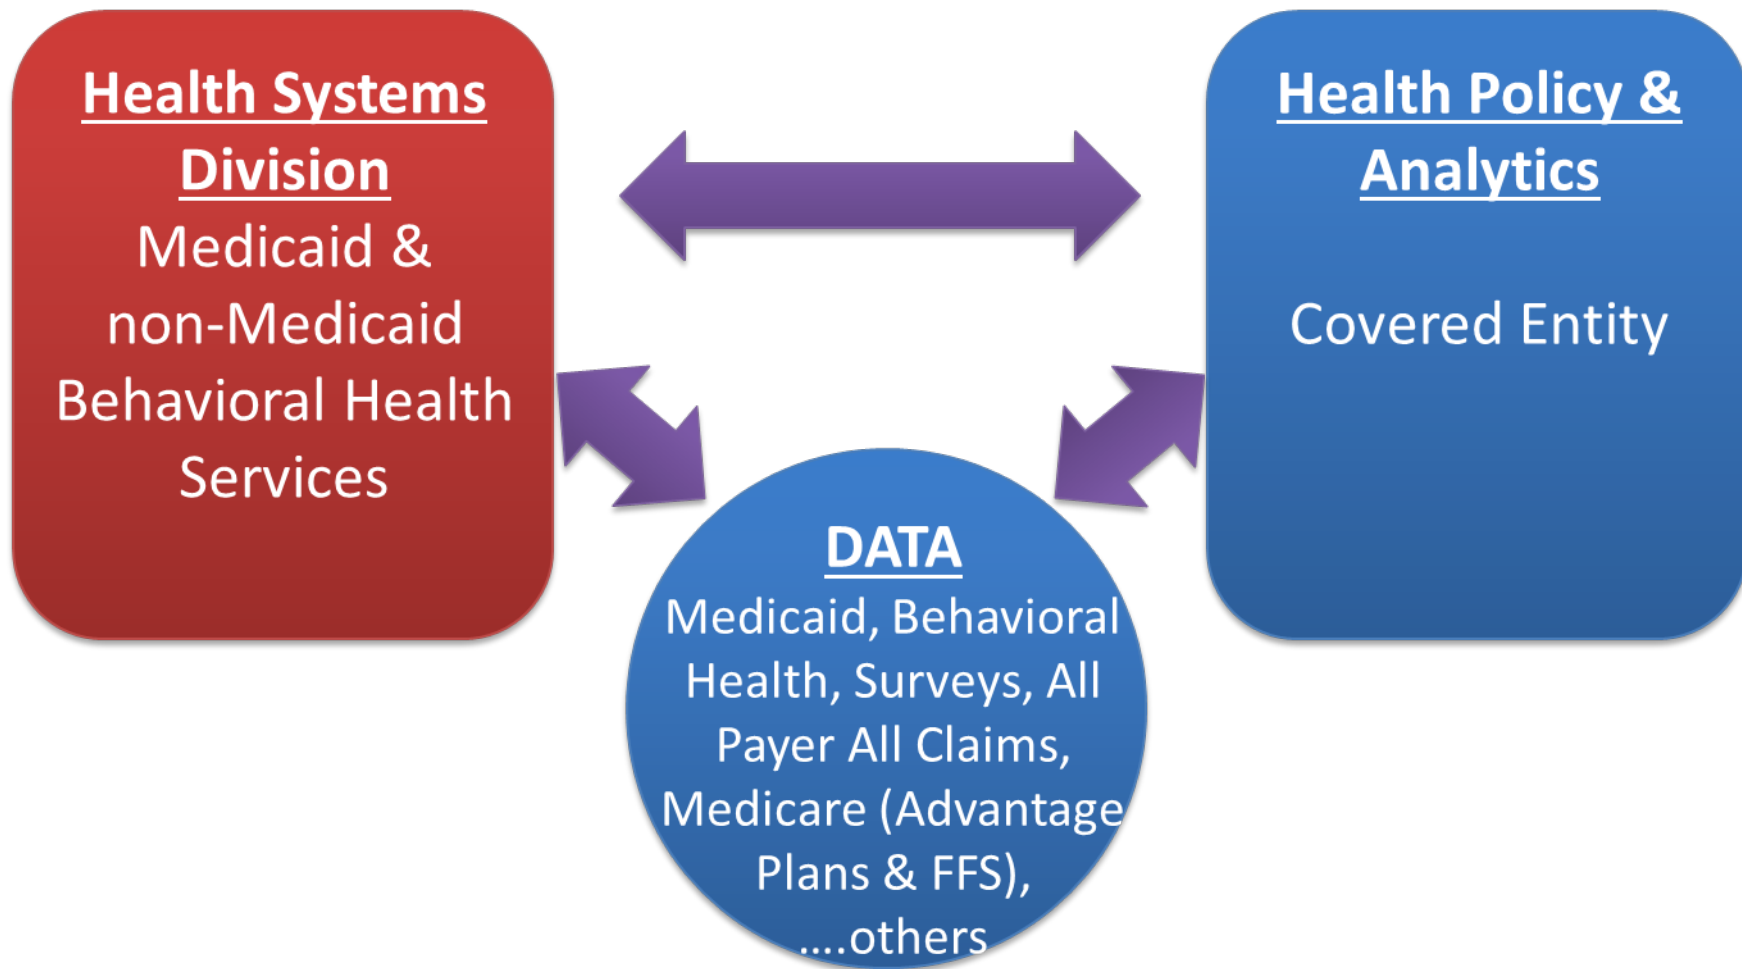 Health Systems
Division
Medicaid &
non-Medicaid
Behavioral Health
Services
Health Policy &
Analytics
Covered Entity
DATA
Medicaid, Behavioral
Health, Surveys, All
Payer All Claims,
Medicare (Advantage
Plans & FFS),
....others